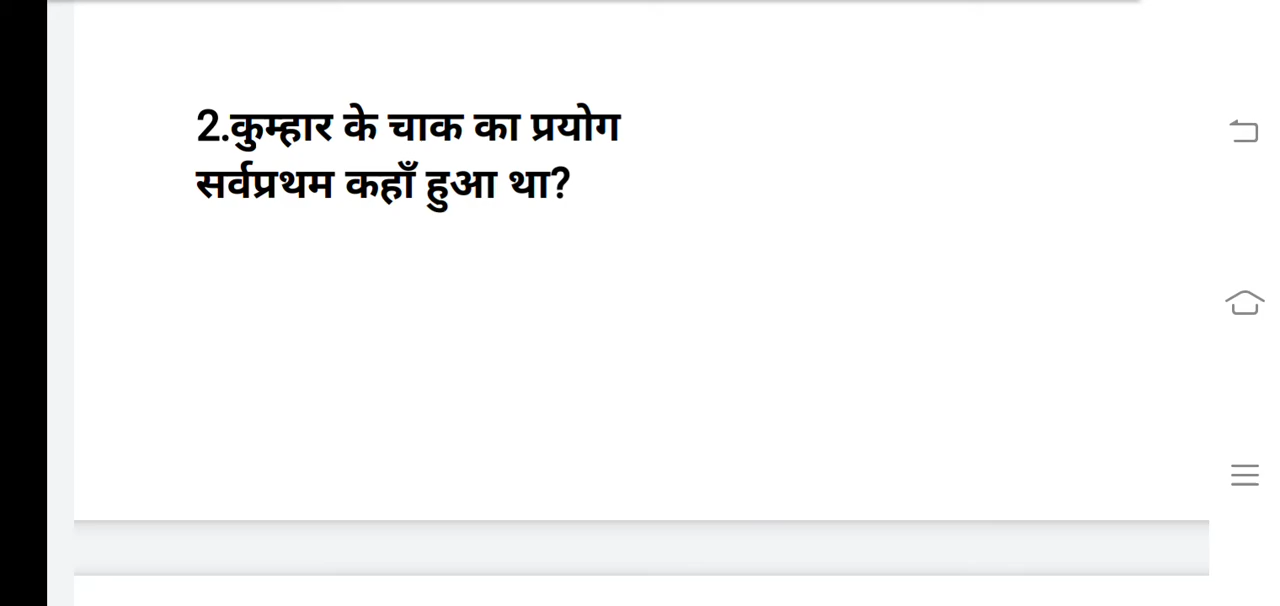 2.कुम्हार के चाक का प्रयोग
सर्वप्रथम कहाँ हुआ था?